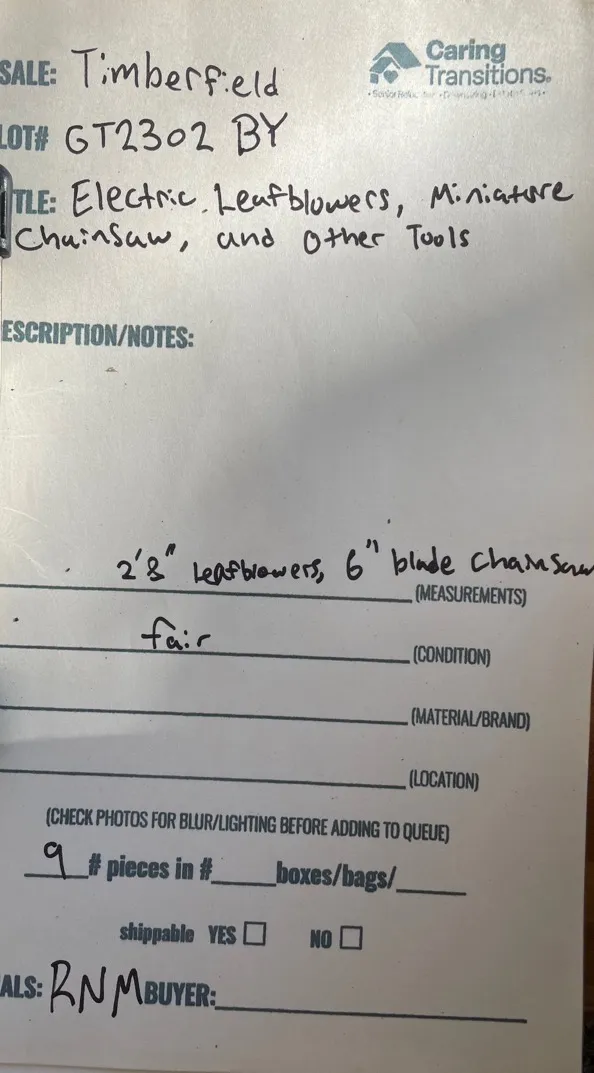 Caring
Transitions®
SALE: Timberfield
LOT# GT2302 BY
TLE: Electric Leafblowers, Miniature
Chainsaw, and Other Tools
ESCRIPTION/NOTES:
2'8" Leafblowers, 6" blade Chainsaw
(MEASUREMENTS)
fair
(CONDITION)
(MATERIAL/BRAND)
(LOCATION)
(CHECK PHOTOS FOR BLUR/LIGHTING BEFORE ADDING TO QUEUE)
9 # pieces in #____boxes/bags/____
shippable YES ☐ NO ☐
ALS: RNM BUYER: